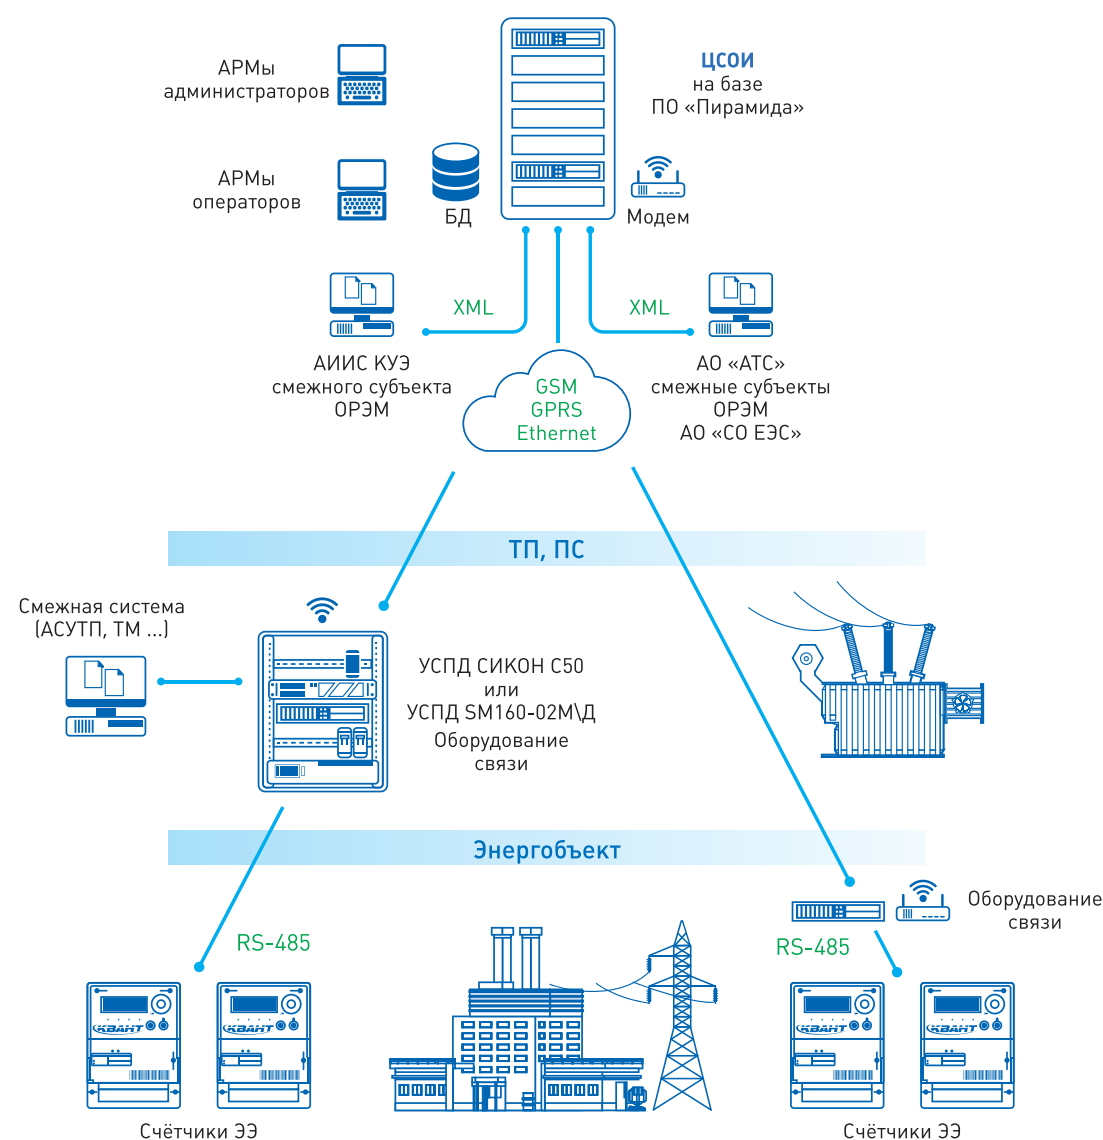 АРМы
администраторов
ЦСОИ
на базе
ПО «Пирамида»
АРМы
операторов
БД
Модем
XML
XML
АИИС КУЭ
смежного субъекта
ОРЭМ
GSM
GPRS
Ethernet
АО «АТС»
смежные субъекты
ОРЭМ
АО «СО ЕЭС»
ТП, ПС
Смежная система
(АСУТП, ТМ ...)
УСПД СИКОН С50
или
УСПД SM160-02М\Д
Оборудование
связи
Энергобъект
Оборудование
связи
RS-485
RS-485
КВАНТ
КВАНТ
КВАНТ
КВАНТ
Счётчики ЭЭ
Счётчики ЭЭ